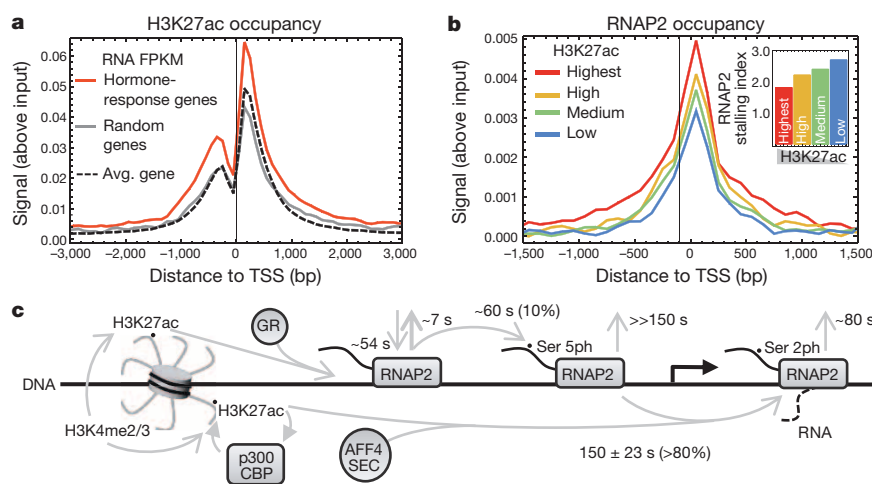 a
H3K27ac occupancy
Signal (above input)
0.06
0.05
0.04
0.03
0.02
0.01
0.00
RNA FPKM
Hormone-
response genes
Random
genes
Avg. gene
−3,000
−1,000
0
1,000
3,000
Distance to TSS (bp)
b
RNAP2 occupancy
Signal (above input)
0.005
0.004
0.003
0.002
0.001
0.000
H3K27ac
Highest
High
Medium
Low
RNAP2
stalling index
3.0
2.0
1.0
Highest
High
Medium
Low
H3K27ac
−1,500
−1,000
−500
0
500
1,000
1,500
Distance to TSS (bp)
c
H3K27ac
GR
~54 s
~7 s
~60 s (10%)
Ser 5ph
>>150 s
Ser 2ph
~80 s
RNAP2
RNAP2
RNAP2
DNA
H3K27ac
H3K4me2/3
p300
CBP
AFF4
SEC
RNA
150 ± 23 s (>80%)